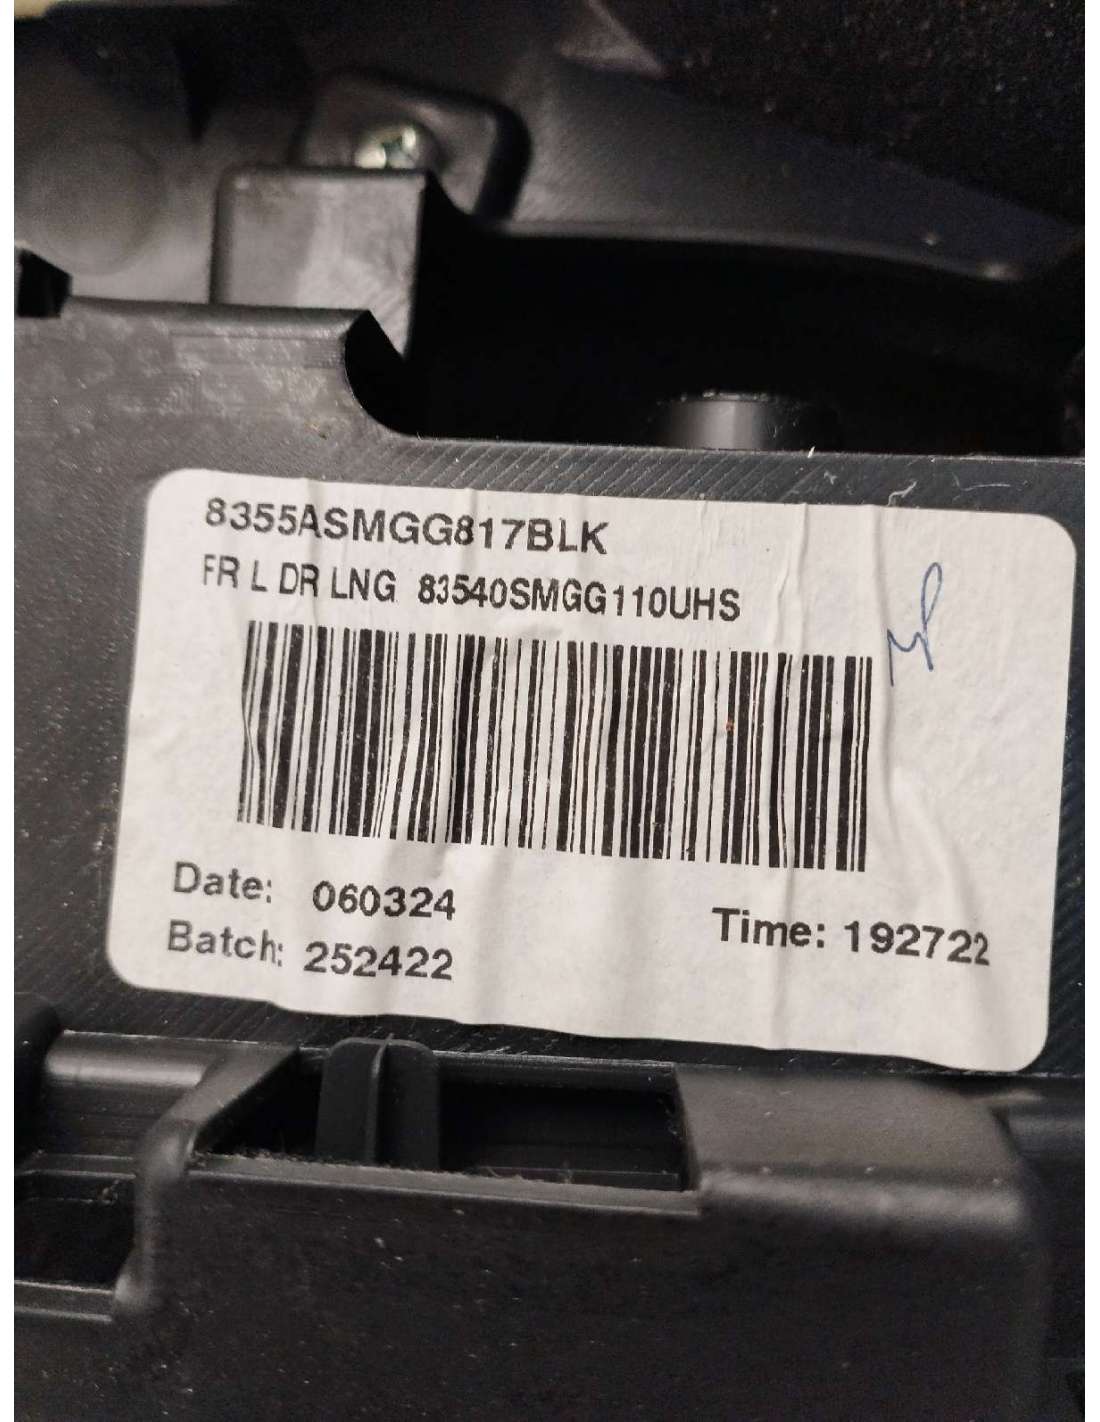 8355ASMGG817BLK
FR L DR LNG 83540SMGG110UHS
Date: 060324
Time: 192722
Batch: 252422